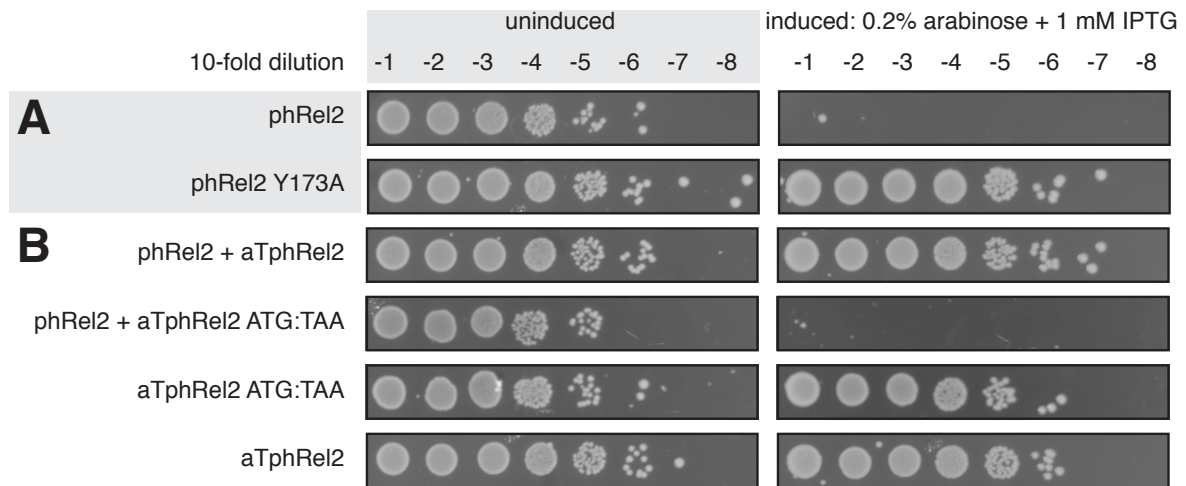 uninduced induced: 0.2% arabinose + 1 mM IPTG
10-fold dilution -1 -2 -3 -4 -5 -6 -7 -8 -1 -2 -3 -4 -5 -6 -7 -8
A phRel2
phRel2 Y173A
B phRel2 + aTphRel2
phRel2 + aTphRel2 ATG:TAA
aTphRel2 ATG:TAA
aTphRel2